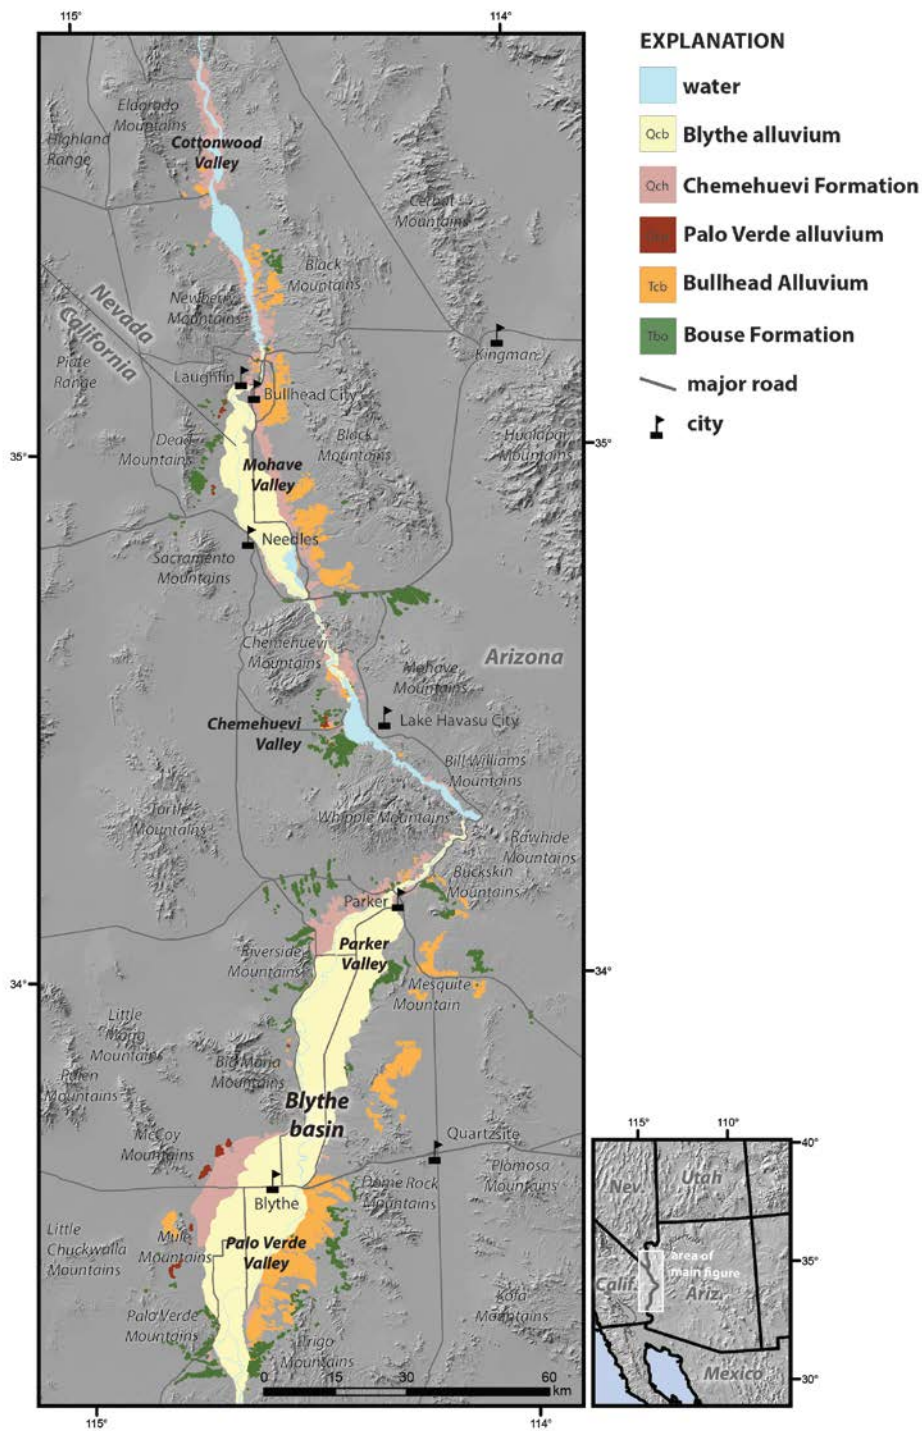 115°
114°
EXPLANATION
water
Qcb
Blythe alluvium
Qch
Chemehuevi Formation
Palo Verde alluvium
Tcb
Bullhead Alluvium
Tbo
Bouse Formation
major road
city
Eldorado
Mountains
Highland
Range
Cottonwood
Valley
Cerbat
Mountains
Black
Mountains
Newberry
Mountains
Nevada
California
Piute
Range
Kingman
Laughlin
Bullhead City
35°
35°
Dead
Mountains
Black
Mountains
Hualapai
Mountains
Mohave
Valley
Needles
Sacramento
Mountains
Chemehuevi
Mountains
Arizona
Mohave
Mountains
Chemehuevi
Valley
Lake Havasu City
Bill Williams
Mountains
Turtle
Mountains
Whipple Mountains
Rawhide
Mountains
Buckskin
Mountains
Parker
Parker
Valley
Riverside
Mountains
34°
34°
Mesquite
Mountain
Little
Maria
Mountains
Palen
Mountains
Big Maria
Mountains
Blythe
basin
McCoy
Mountains
Quartzsite
Plomosa
Mountains
Dome Rock
Mountains
Blythe
Little
Chuckwalla
Mountains
Mule
Mountains
Palo Verde
Valley
Kofa
Mountains
Palo Verde
Mountains
Trigo
Mountains
0 15 30 60
km
115°
114°
115°
110°
40°
Nev.
Utah
35°
area of
main figure
Calif.
Ariz.
Mexico
30°